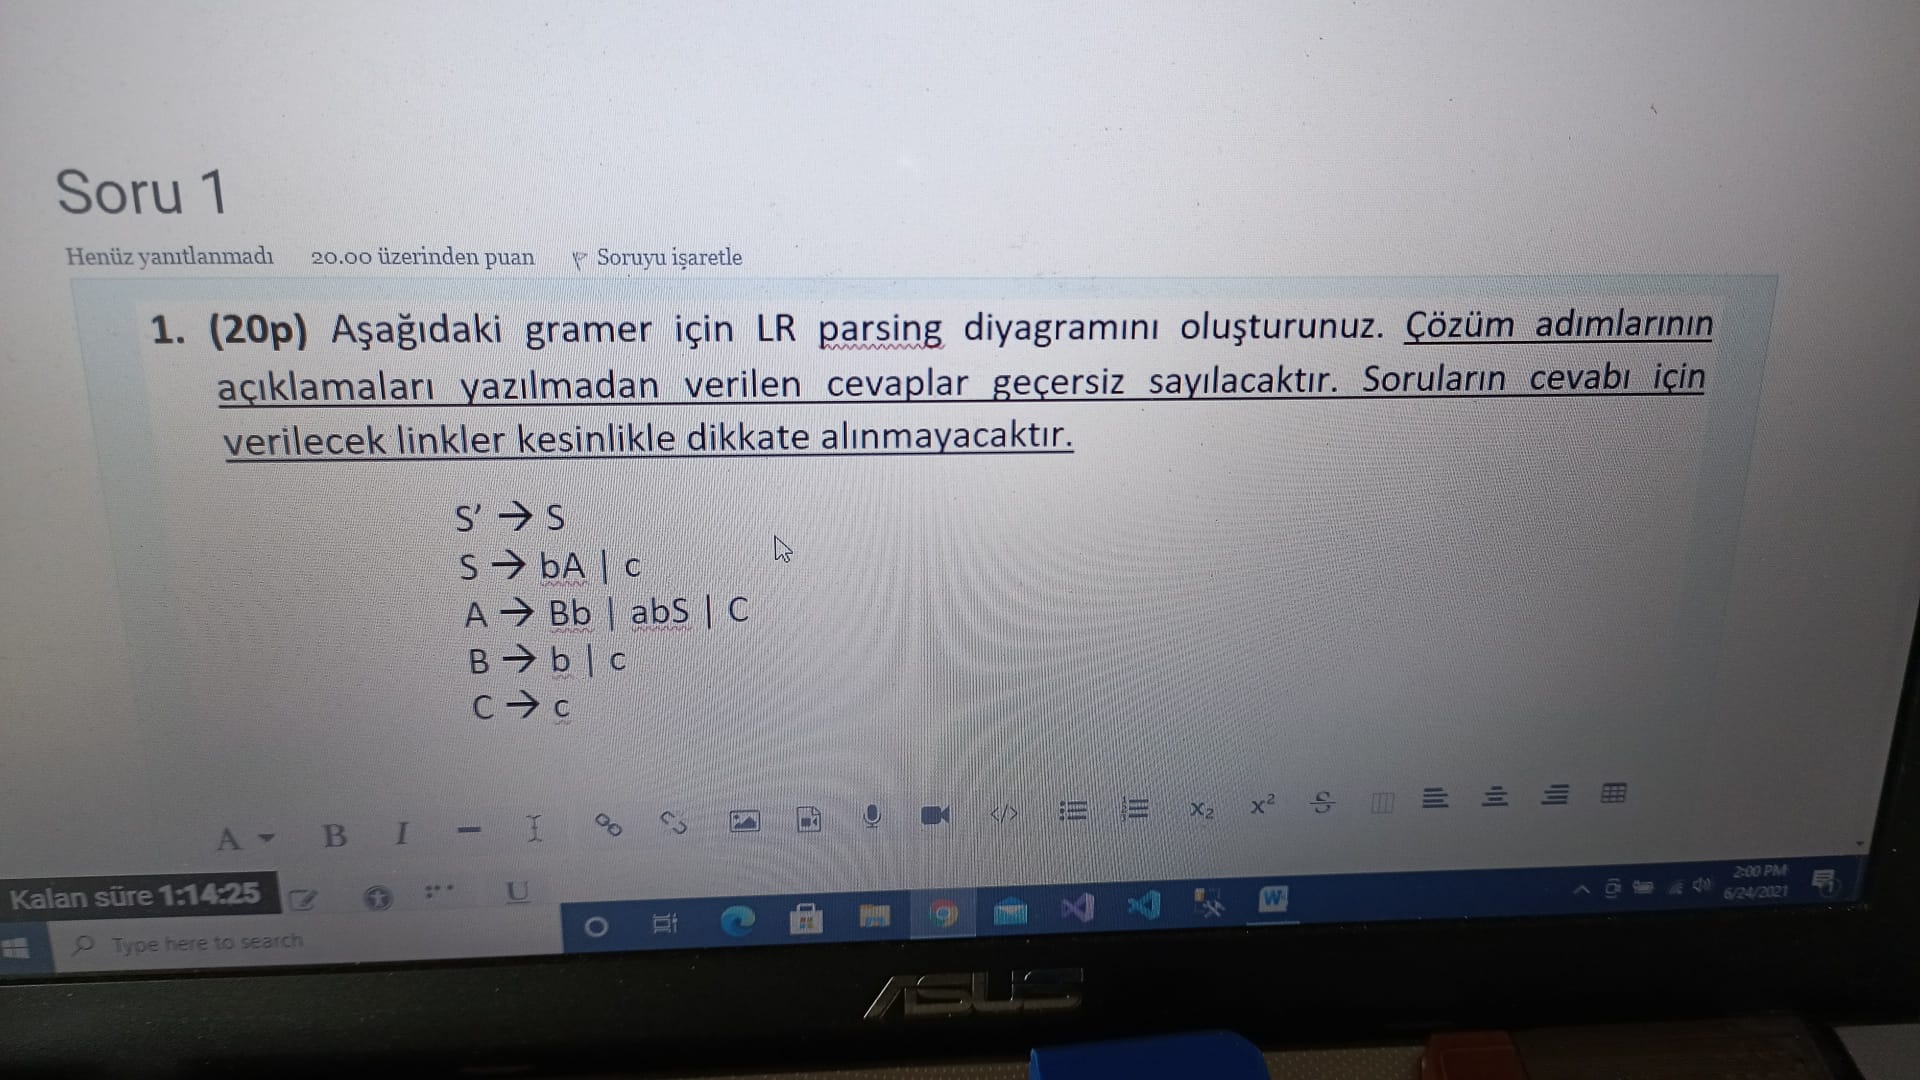 Soru 1
Henüz yanıtlanmadı 20.00 üzerinden puan Soruyu işaretle
1. (20p) Aşağıdaki gramer için LR parsing diyagramını oluşturunuz. Çözüm adımlarının
açıklamaları yazılmadan verilen cevaplar geçersiz sayılacaktır. Soruların cevabı için
verilecek linkler kesinlikle dikkate alınmayacaktır.
S' → S
S → bA | c
A → Bb | abS | C
B → b | c
C → c
A B I U </> X₂ X² S
Kalan süre 1:14:25
Type here to search
2:00 PM
6/24/2021
ASUS